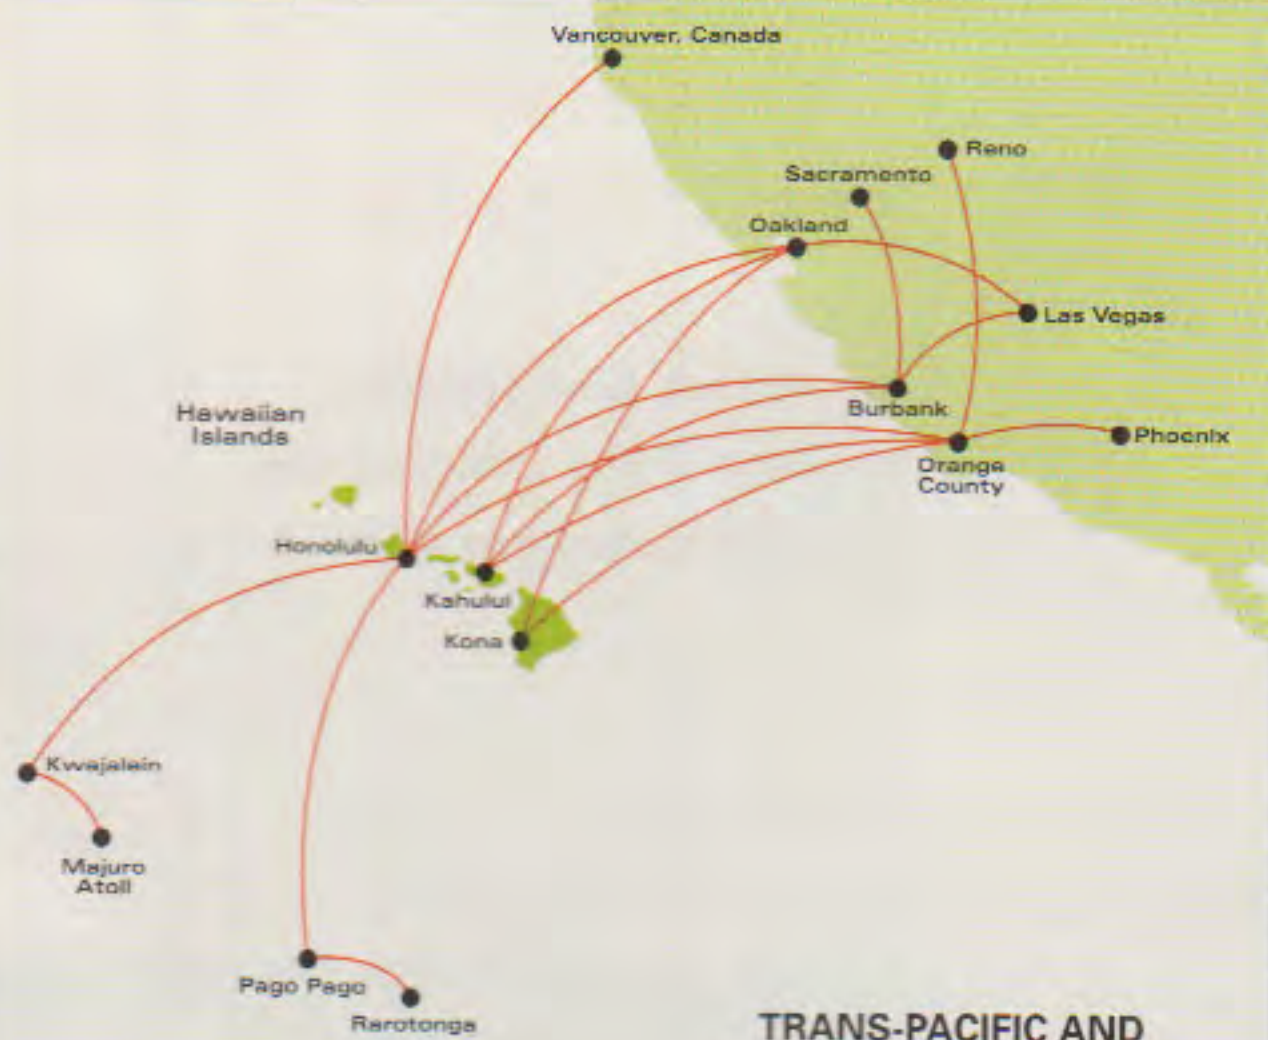 Vancouver, Canada
Reno
Sacramento
Oakland
Las Vegas
Hawaiian
Islands
Burbank
Phoenix
Orange
County
Honolulu
Kahului
Kona
Kwajalein
Majuro
Atoll
Pago Pago
Rarotonga
TRANS-PACIFIC AND